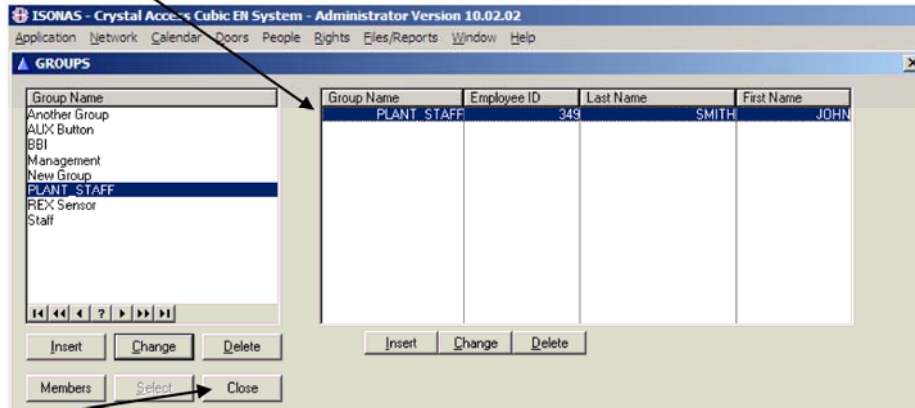 ISONAS - Crystal Access Cubic EN System - Administrator Version 10.02.02
Application Network Calendar Doors People Rights Files/Reports Window Help
GROUPS
Group Name
Another Group
AUX Button
BBI
Management
New Group
PLANT_STAFF
REX Sensor
Staff
?
Insert Change Delete
Members Select Close
Group Name Employee ID Last Name First Name
PLANT_STAFF 349 SMITH JOHN
Insert Change Delete